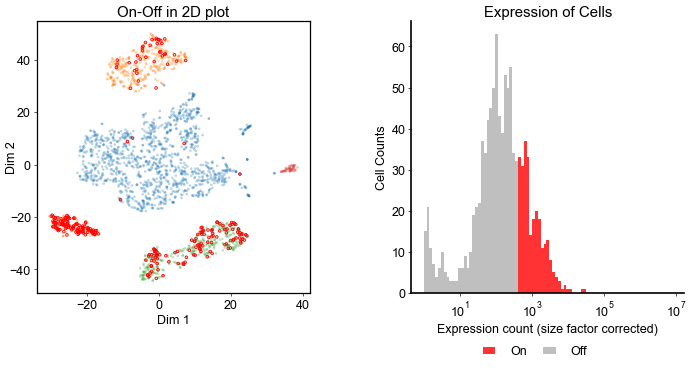 On-Off in 2D plot
40
20
0
−20
−40
Dim 2
−20
0
20
40
Dim 1
Expression of Cells
60
50
40
30
20
10
0
Cell Counts
10^1
10^3
10^5
10^7
Expression count (size factor corrected)
On
Off